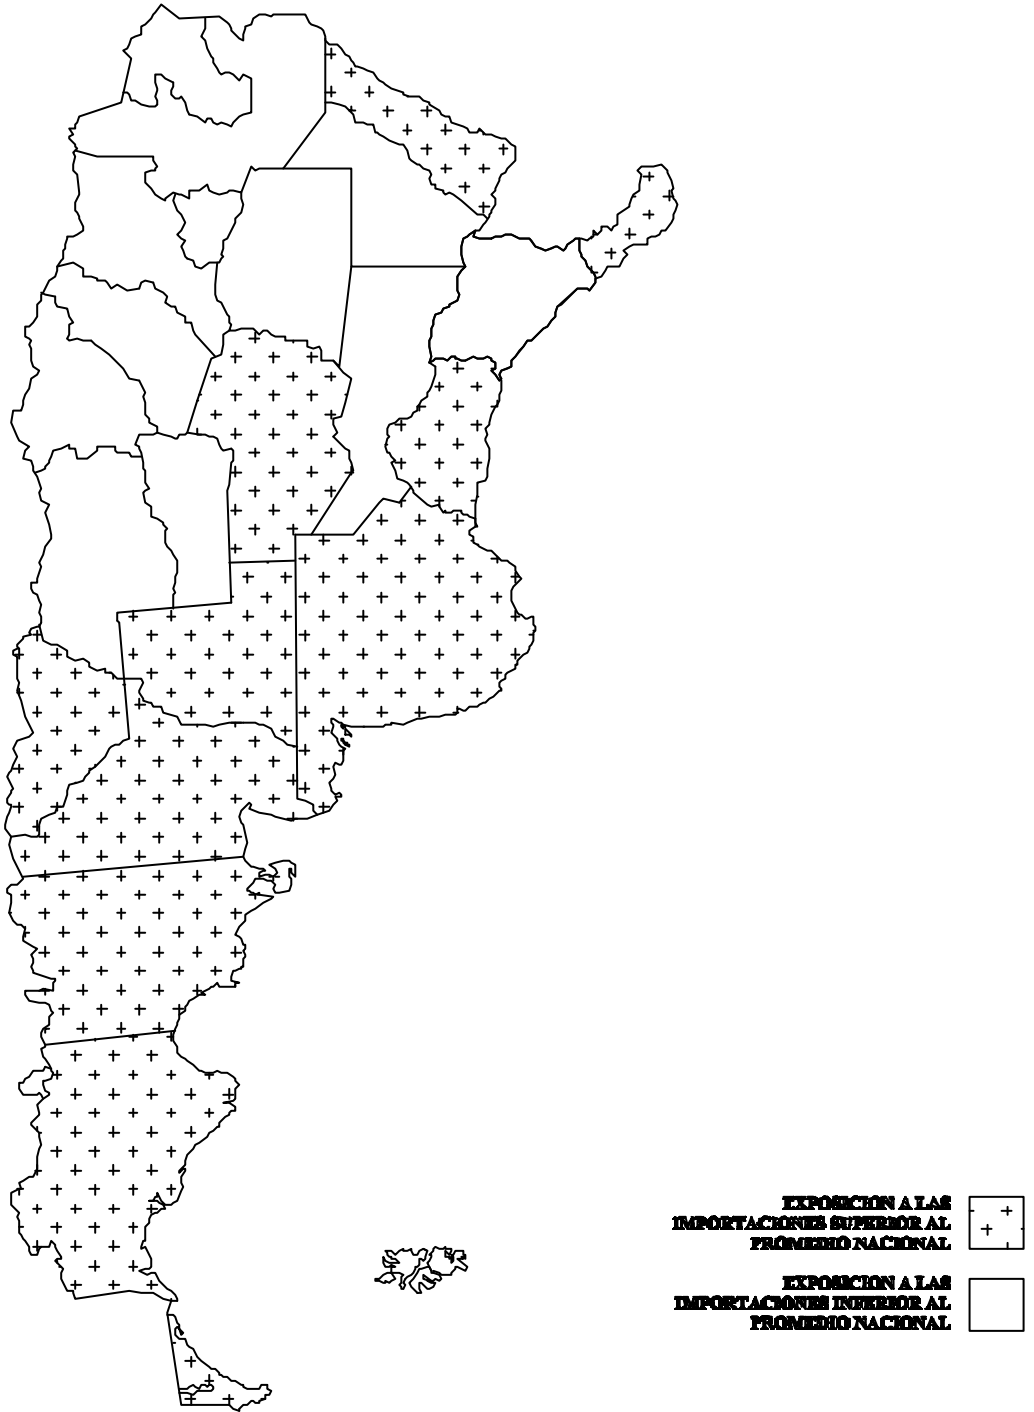 EXPOSICION A LAS
IMPORTACIONES SUPERIOR AL
PROMEDIO NACIONAL
EXPOSICION A LAS
IMPORTACIONES INFERIOR AL
PROMEDIO NACIONAL